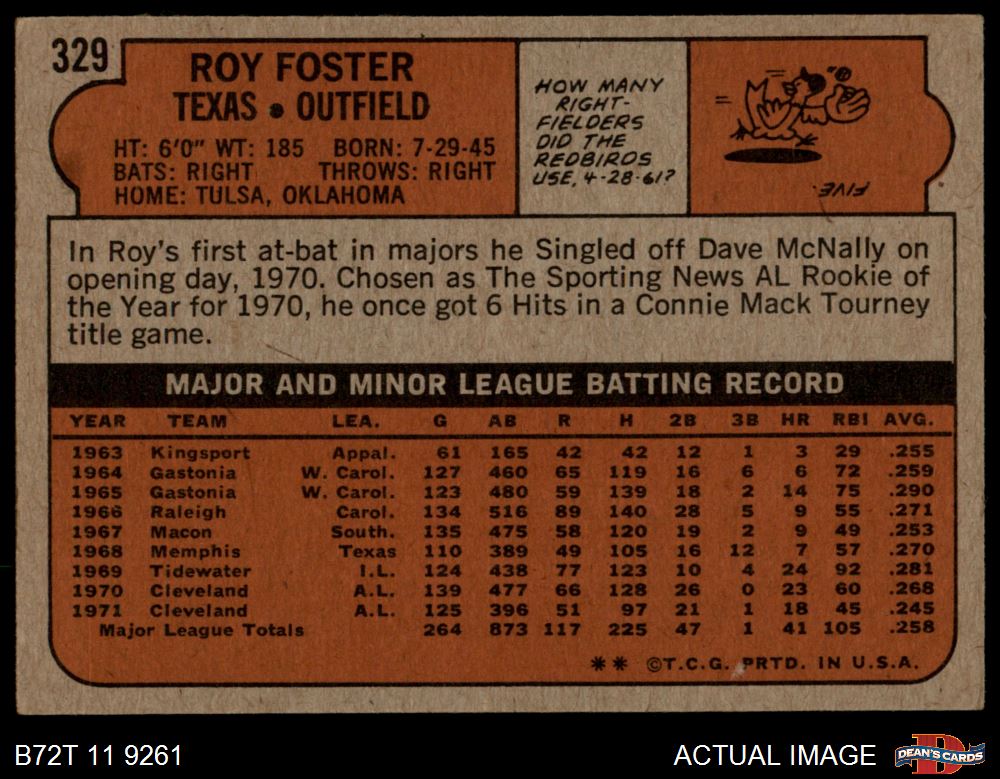 329
ROY FOSTER
TEXAS • OUTFIELD
HT: 6'0" WT: 185 BORN: 7-29-45
BATS: RIGHT THROWS: RIGHT
HOME: TULSA, OKLAHOMA
HOW MANY
RIGHT-
FIELDERS
DID THE
REDBIRDS
USE, 4-28-61?
FIVE.
In Roy's first at-bat in majors he Singled off Dave McNally on
opening day, 1970. Chosen as The Sporting News AL Rookie of
the Year for 1970, he once got 6 Hits in a Connie Mack Tourney
title game.
MAJOR AND MINOR LEAGUE BATTING RECORD
YEAR TEAM LEA. G AB R H 2B 3B HR RBI AVG.
1963 Kingsport Appal. 61 165 42 42 12 1 3 29 .255
1964 Gastonia W. Carol. 127 460 65 119 16 6 6 72 .259
1965 Gastonia W. Carol. 123 480 59 139 18 2 14 75 .290
1966 Raleigh Carol. 134 516 89 140 28 5 9 55 .271
1967 Macon South. 135 475 58 120 19 2 9 49 .253
1968 Memphis Texas 110 389 49 105 16 12 7 57 .270
1969 Tidewater I.L. 124 438 77 123 10 4 24 92 .281
1970 Cleveland A.L. 139 477 66 128 26 0 23 60 .268
1971 Cleveland A.L. 125 396 51 97 21 1 18 45 .245
Major League Totals 264 873 117 225 47 1 41 105 .258
** ©T.C.G. PRTD. IN U.S.A.
B72T 11 9261
ACTUAL IMAGE
DEAN'S CARDS